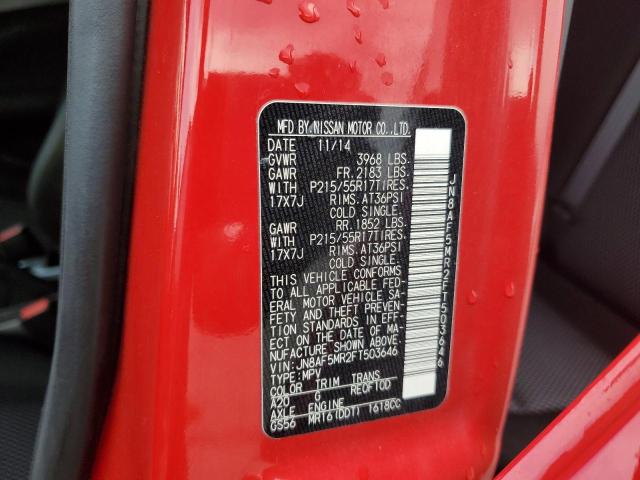 MFD BY NISSAN MOTOR CO.,LTD.
DATE 11/14
GVWR 3968 LBS.
GAWR FR.2183 LBS.
WITH P215/55R17TIRES.
17X7J RIMS.AT36PSI
COLD SINGLE.
GAWR RR.1852 LBS.
WITH P215/55R17TIRES.
17X7J RIMS.AT36PSI
COLD SINGLE.
THIS VEHICLE CONFORMS
TO ALL APPLICABLE FED-
ERAL MOTOR VEHICLE SA-
FETY AND THEFT PREVEN-
TION STANDARDS IN EFF-
ECT ON THE DATE OF MA-
NUFACTURE SHOWN ABOVE.
VIN:JN8AF5MR2FT503646
TYPE:MPV
COLOR TRIM TRANS
A20 G REOFTOD
AXLE ENGINE
GS56 MR16(DDT) 1618CC
JN8AF5MR2FT503646